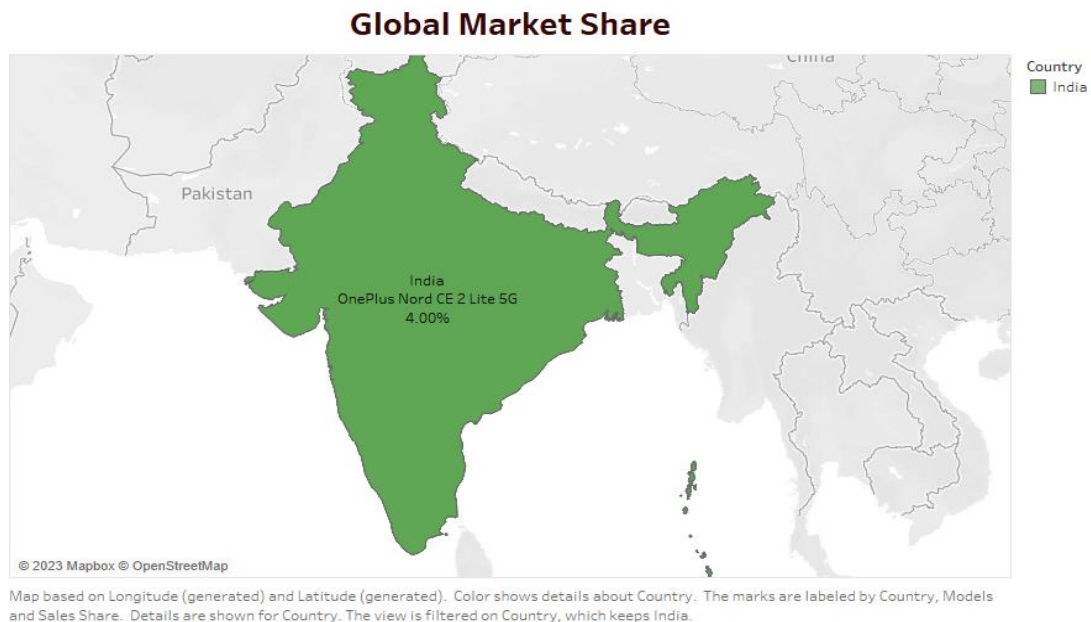 Global Market Share
China
Country
India
Pakistan
India
OnePlus Nord CE 2 Lite 5G
4.00%
© 2023 Mapbox © OpenStreetMap
Map based on Longitude (generated) and Latitude (generated). Color shows details about Country. The marks are labeled by Country, Models
and Sales Share. Details are shown for Country. The view is filtered on Country, which keeps India.